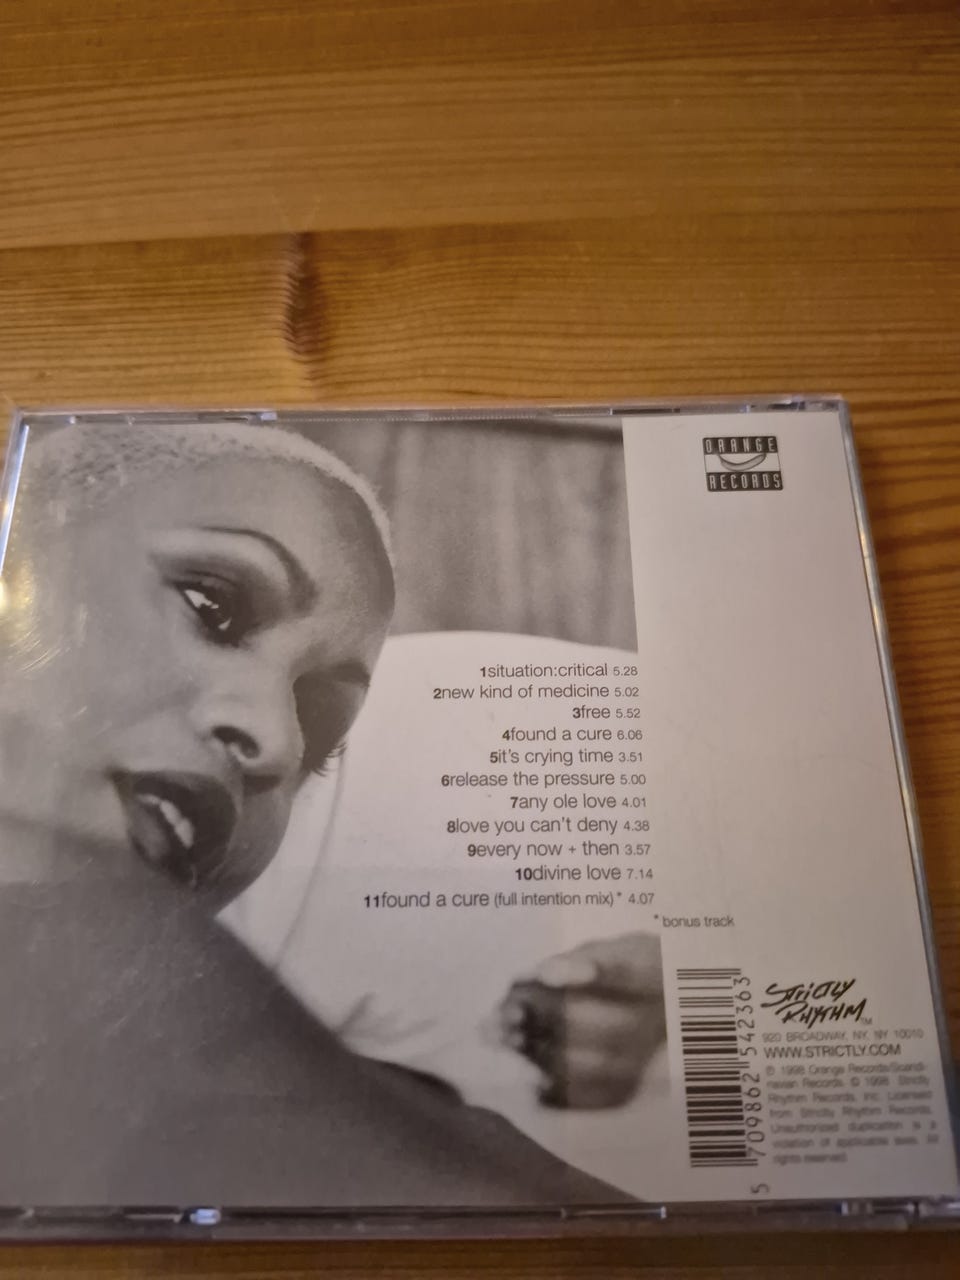 ORANGE
RECORDS
1situation:critical 5.28
2new kind of medicine 5.02
3free 5.52
4found a cure 6.06
5it's crying time 3.51
6release the pressure 5.00
7any ole love 4.01
8love you can't deny 4.38
9every now + then 3.57
10divine love 7.14
11found a cure (full intention mix)* 4.07
* bonus track
5 709862 542363
STRICTLY
RHYTHM TM
920 BROADWAY, NY, NY 10010
WWW.STRICTLY.COM
℗ 1998 Orange Records/Scandi-
navian Records. © 1998 Strictly
Rhythm Records, Inc. Licensed
from Strictly Rhythm Records.
Unauthorized duplication is a
violation of applicable laws. All
rights reserved.